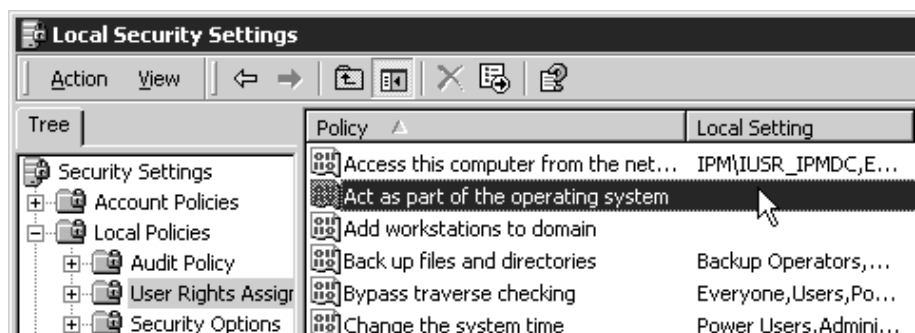 Local Security Settings
Action View
Tree
Policy Local Setting
Security Settings
Account Policies
Local Policies
Audit Policy
User Rights Assigr
Security Options
Access this computer from the net... IPM\IUSR_IPMDC,E...
Act as part of the operating system
Add workstations to domain
Back up files and directories Backup Operators,...
Bypass traverse checking Everyone,Users,Po...
Change the system time Power Users,Admini...